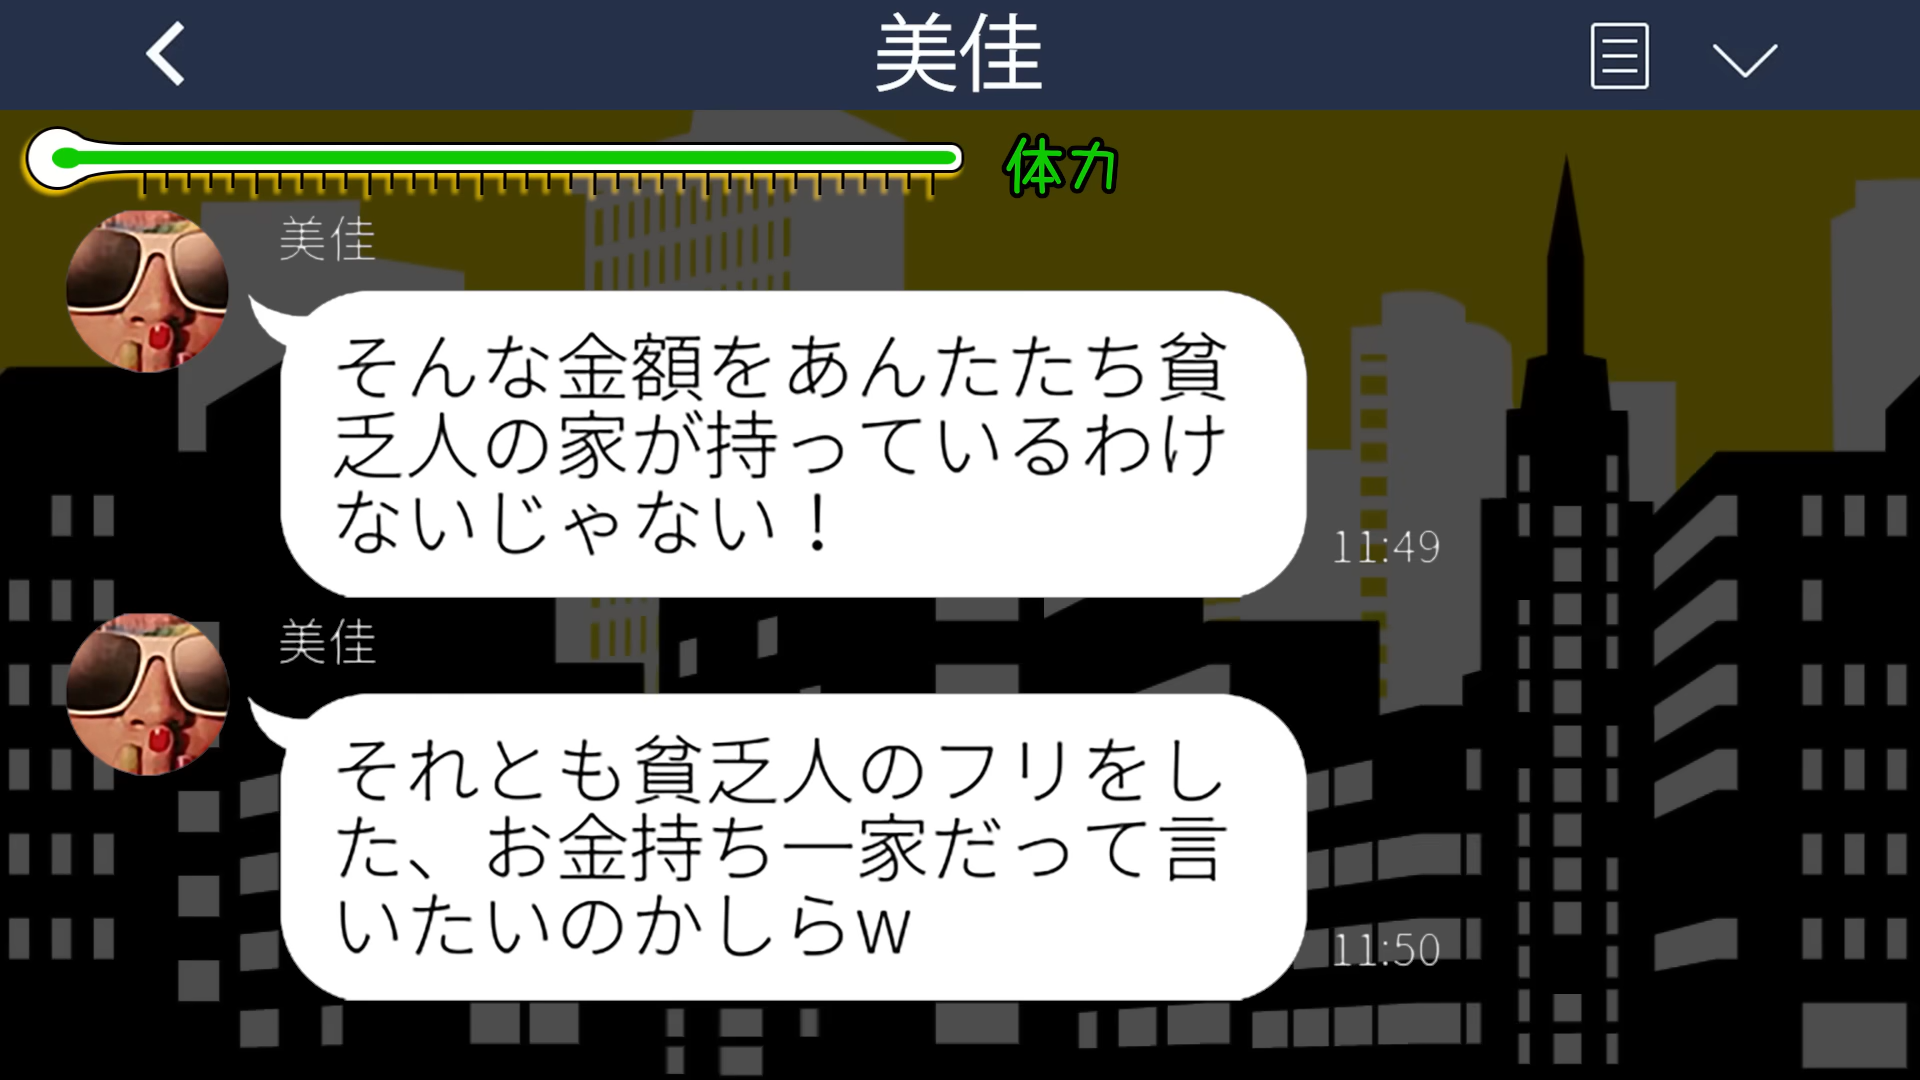 美佳
体力
美佳
そんな金額をあんたたち貧
乏人の家が持っているわけ
ないじゃない！
11:49
美佳
それとも貧乏人のフリをし
た、お金持ち一家だって言
いたいのかしらw
11:50